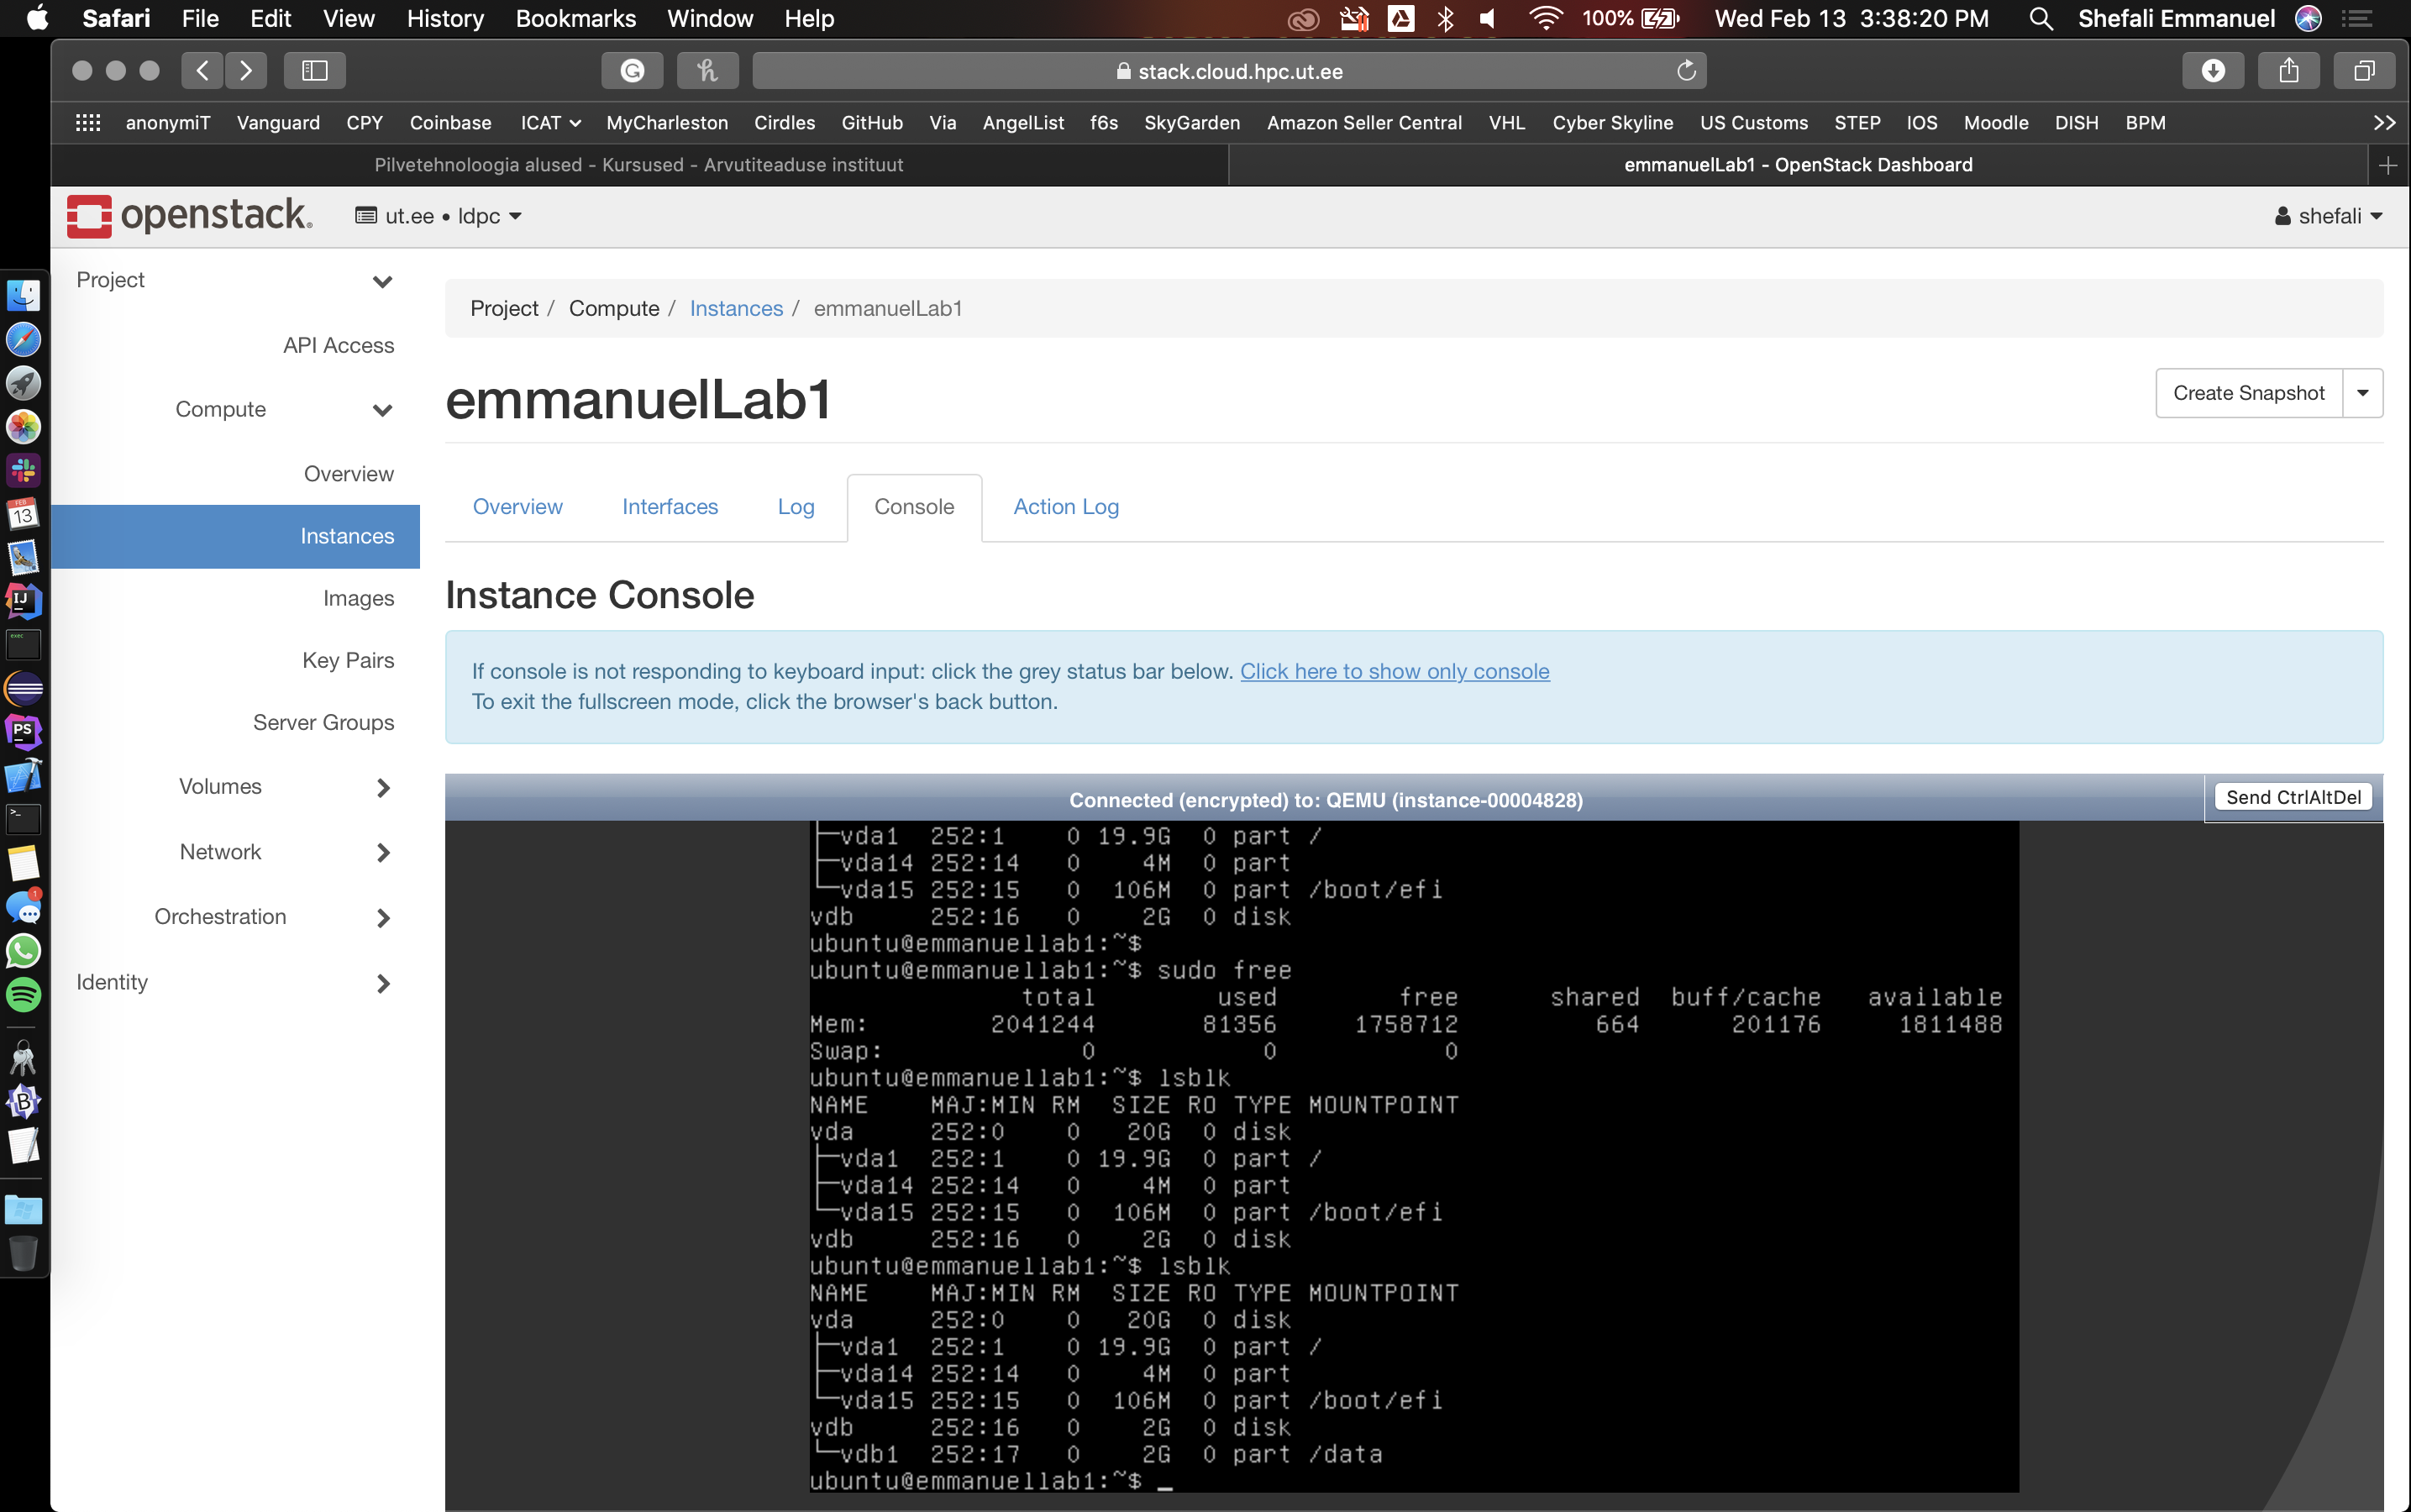 Safari File Edit View History Bookmarks Window Help 100% Wed Feb 13 3:38:20 PM Shefali Emmanuel
stack.cloud.hpc.ut.ee
anonymiT Vanguard CPY Coinbase ICAT MyCharleston Cirdles GitHub Via AngelList f6s SkyGarden Amazon Seller Central VHL Cyber Skyline US Customs STEP IOS Moodle DISH BPM
Pilvetehnoloogia alused - Kursused - Arvutiteaduse instituut
emmanuelLab1 - OpenStack Dashboard
openstack. ut.ee • ldpc shefali
Project
API Access
Compute
Overview
Instances
Images
Key Pairs
Server Groups
Volumes
Network
Orchestration
Identity
Project / Compute / Instances / emmanuelLab1
emmanuelLab1
Create Snapshot
Overview Interfaces Log Console Action Log
Instance Console
If console is not responding to keyboard input: click the grey status bar below. Click here to show only console
To exit the fullscreen mode, click the browser's back button.
Connected (encrypted) to: QEMU (instance-00004828)
Send CtrlAltDel
├─vda1 252:1 0 19.9G 0 part /
├─vda14 252:14 0 4M 0 part
└─vda15 252:15 0 106M 0 part /boot/efi
vdb 252:16 0 2G 0 disk
ubuntu@emmanuellab1:~$
ubuntu@emmanuellab1:~$ sudo free
total used free shared buff/cache available
Mem: 2041244 81356 1758712 664 201176 1811488
Swap: 0 0 0
ubuntu@emmanuellab1:~$ lsblk
NAME MAJ:MIN RM SIZE RO TYPE MOUNTPOINT
vda 252:0 0 20G 0 disk
├─vda1 252:1 0 19.9G 0 part /
├─vda14 252:14 0 4M 0 part
└─vda15 252:15 0 106M 0 part /boot/efi
vdb 252:16 0 2G 0 disk
ubuntu@emmanuellab1:~$ lsblk
NAME MAJ:MIN RM SIZE RO TYPE MOUNTPOINT
vda 252:0 0 20G 0 disk
├─vda1 252:1 0 19.9G 0 part /
├─vda14 252:14 0 4M 0 part
└─vda15 252:15 0 106M 0 part /boot/efi
vdb 252:16 0 2G 0 disk
└─vdb1 252:17 0 2G 0 part /data
ubuntu@emmanuellab1:~$ _
FEB
13
IJ
exec
PS
>_
1
B